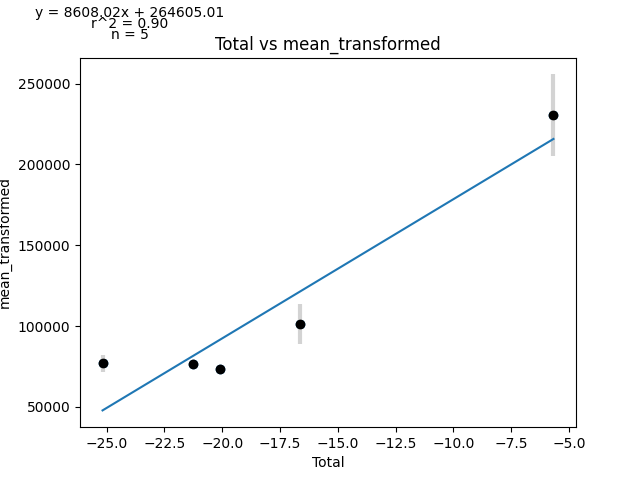 y = 8608.02x + 264605.01
r^2 = 0.90
n = 5
Total vs mean_transformed
mean_transformed
250000
200000
150000
100000
50000
−25.0 −22.5 −20.0 −17.5 −15.0 −12.5 −10.0 −7.5 −5.0
Total